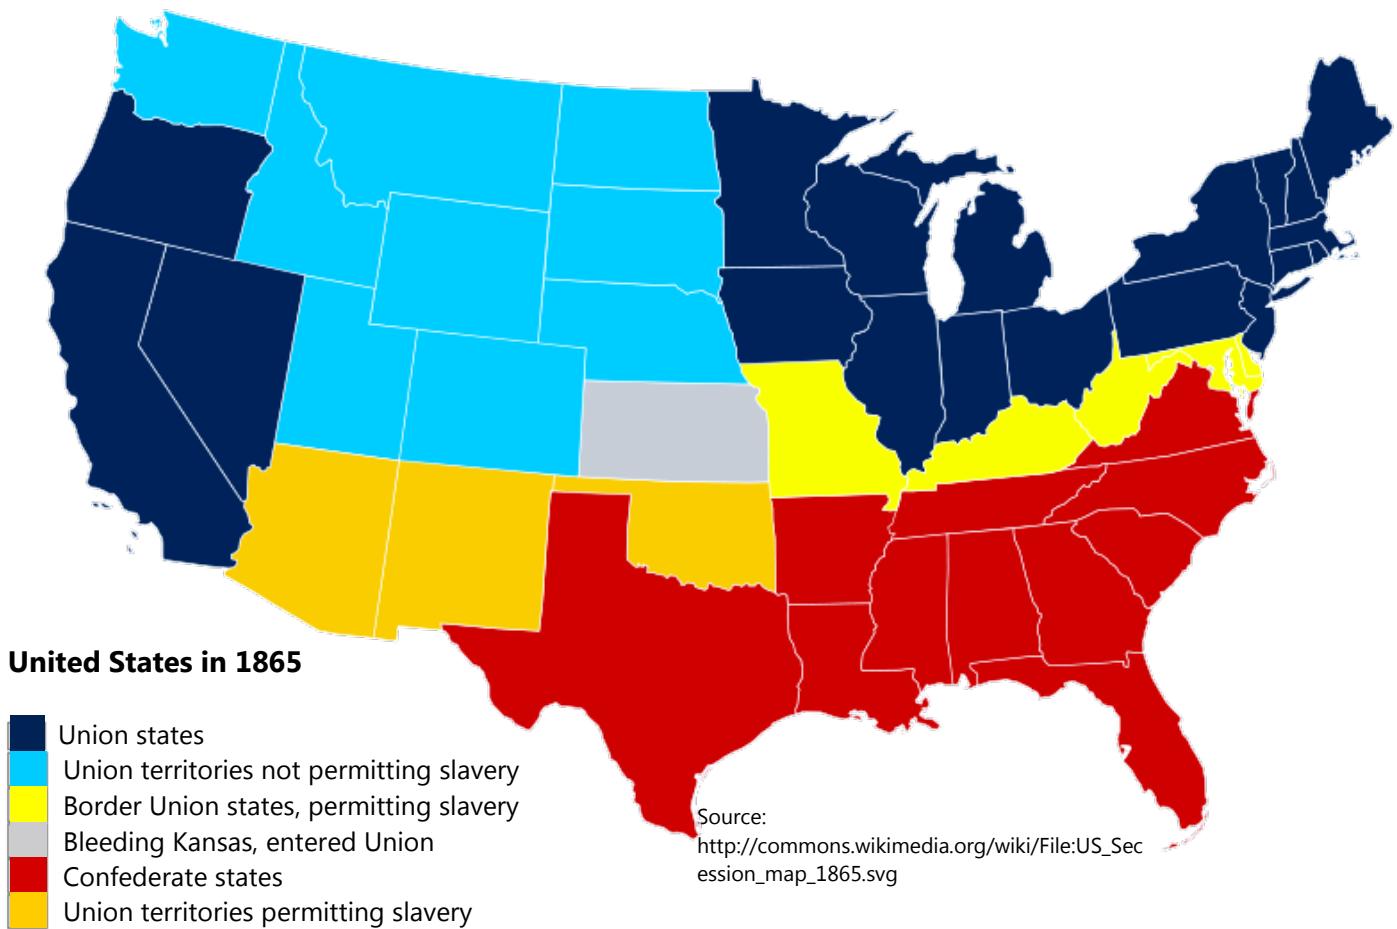 United States in 1865
Union states
Union territories not permitting slavery
Border Union states, permitting slavery
Bleeding Kansas, entered Union
Confederate states
Union territories permitting slavery
Source:
http://commons.wikimedia.org/wiki/File:US_Sec
ession_map_1865.svg